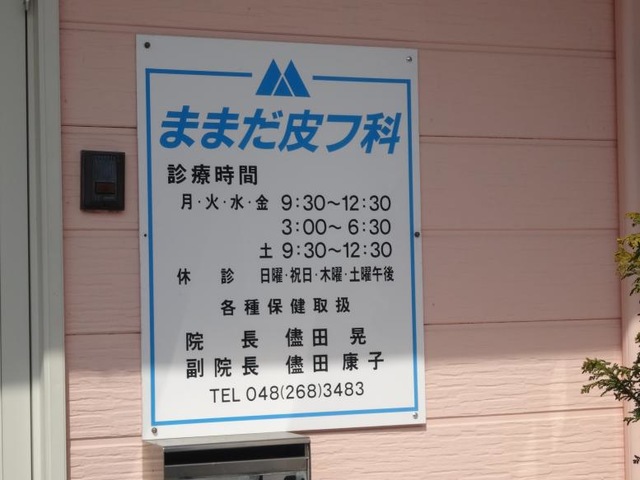 ままだ皮フ科
診療時間
月・火・水・金 9:30〜12:30
3:00〜6:30
土 9:30〜12:30
休診 日曜・祝日・木曜・土曜午後
各種保健取扱
院長 儘田晃
副院長 儘田康子
TEL 048(268)3483